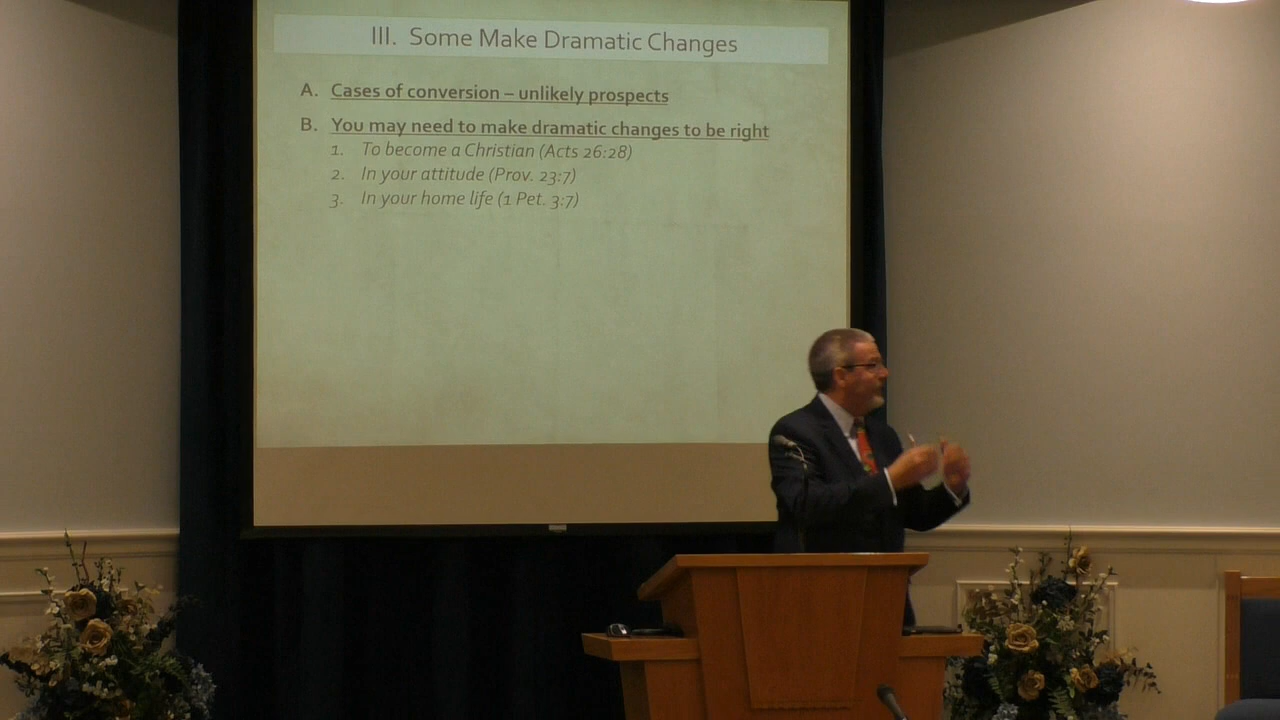 III. Some Make Dramatic Changes
A. Cases of conversion – unlikely prospects
B. You may need to make dramatic changes to be right
1. To become a Christian (Acts 26:28)
2. In your attitude (Prov. 23:7)
3. In your home life (1 Pet. 3:7)